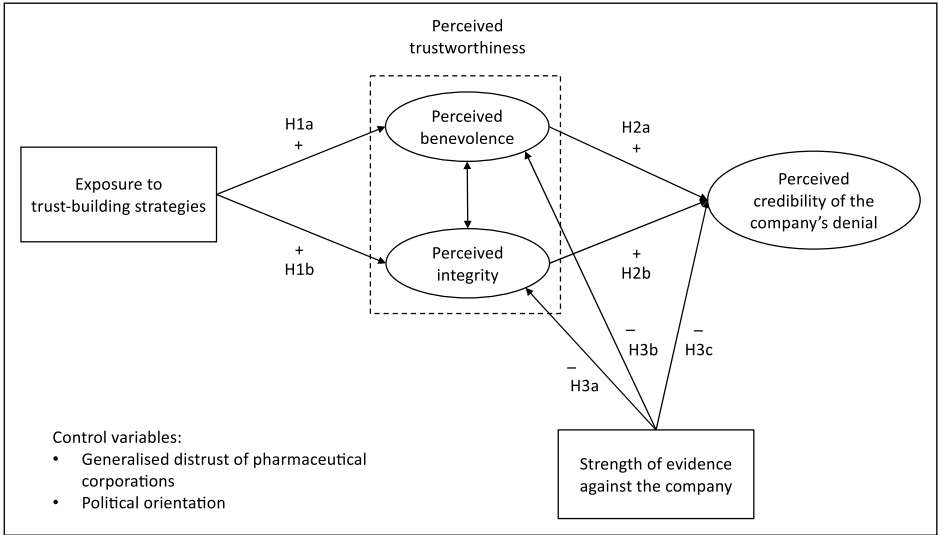 Perceived
trustworthiness
H1a
+
Perceived
benevolence
H2a
+
Exposure to
trust-building strategies
Perceived
credibility of the
company’s denial
+
H1b
Perceived
integrity
+
H2b
–
H3b
–
H3c
–
H3a
Control variables:
• Generalised distrust of pharmaceutical
corporations
• Political orientation
Strength of evidence
against the company